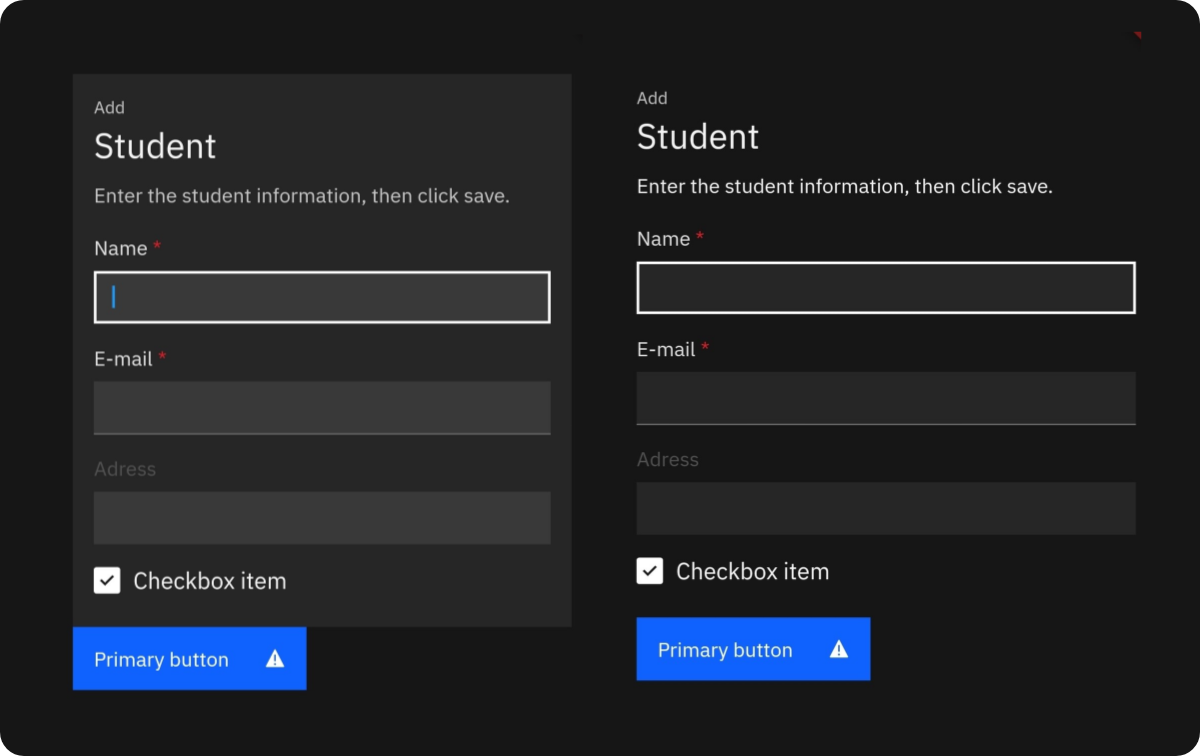 Add
Student
Enter the student information, then click save.
Name *
E-mail *
Adress
Checkbox item
Primary button
Add
Student
Enter the student information, then click save.
Name *
E-mail *
Adress
Checkbox item
Primary button